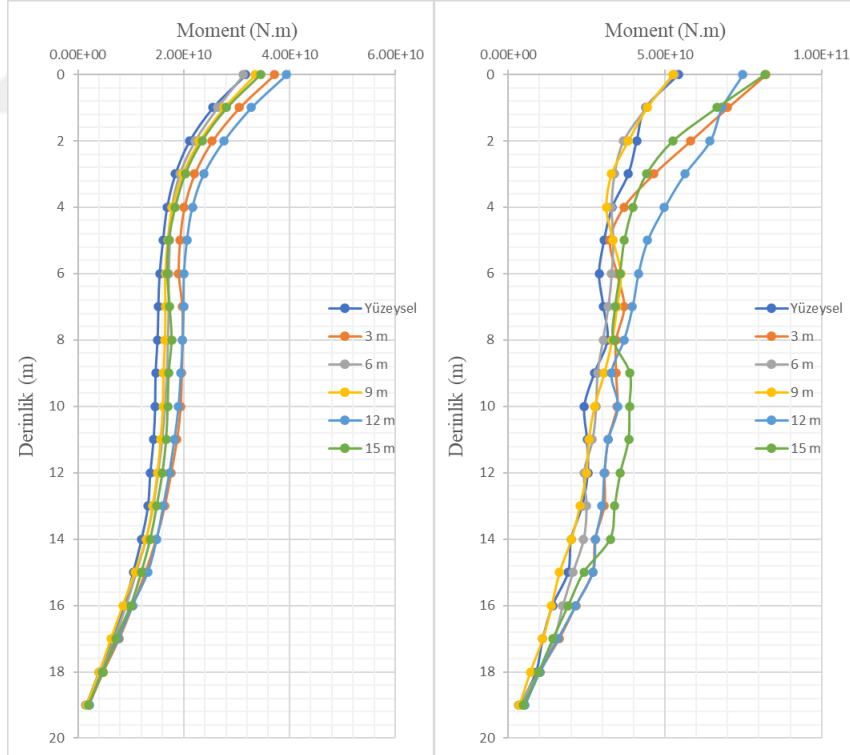 Moment (N.m)
0.00E+00 2.00E+10 4.00E+10 6.00E+10
0
2
4
6
8
10
12
14
16
18
20
Derinlik (m)
Yüzeysel
3 m
6 m
9 m
12 m
15 m
Moment (N.m)
0.00E+00 5.00E+10 1.00E+11
0
2
4
6
8
10
12
14
16
18
20
Derinlik (m)
Yüzeysel
3 m
6 m
9 m
12 m
15 m